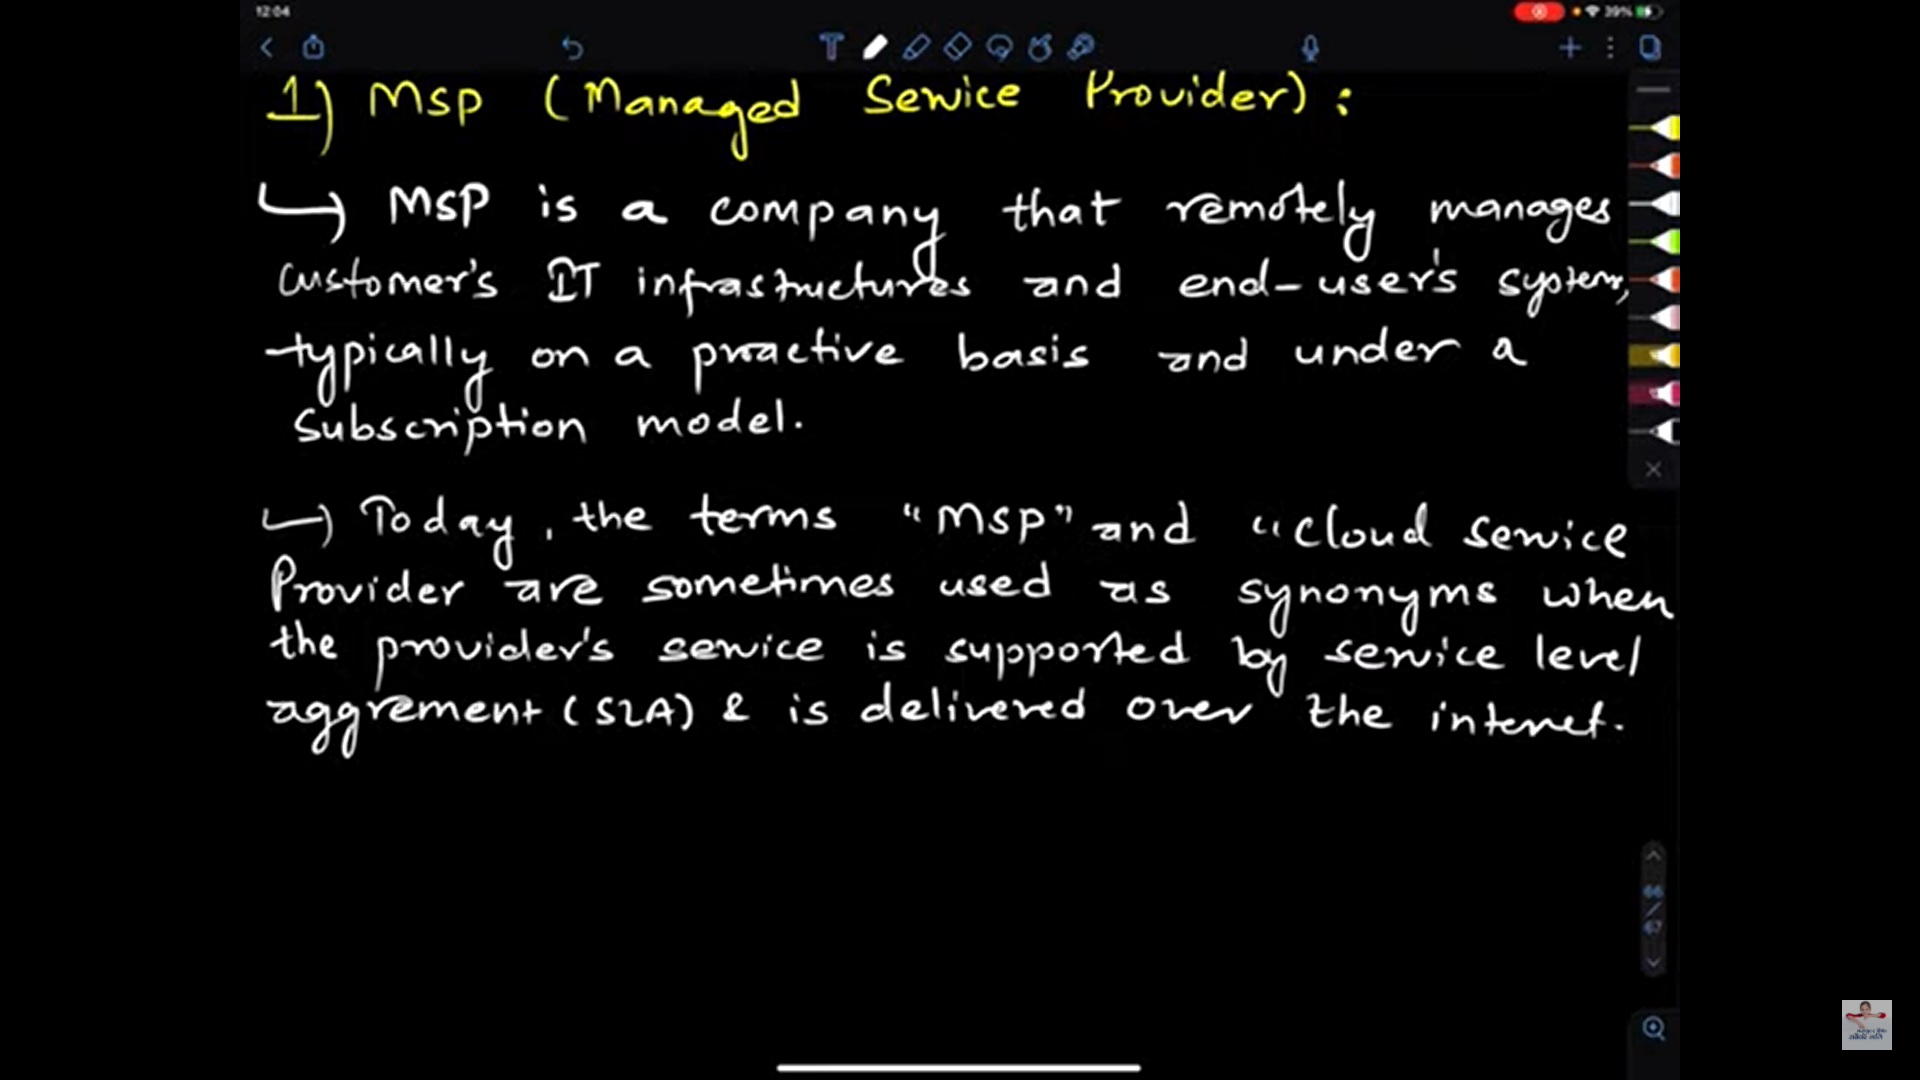 12:04
39%
1) MSP (Managed Service Provider) :
↳ MSP is a company that remotely manages
customer's IT infrastructures and end-user's system,
typically on a proactive basis and under a
subscription model.
↳ Today, the terms "MSP" and "Cloud Service
Provider are sometimes used as synonyms when
the provider's service is supported by service level
aggrement (SLA) & is delivered over the internet.
66
/
67